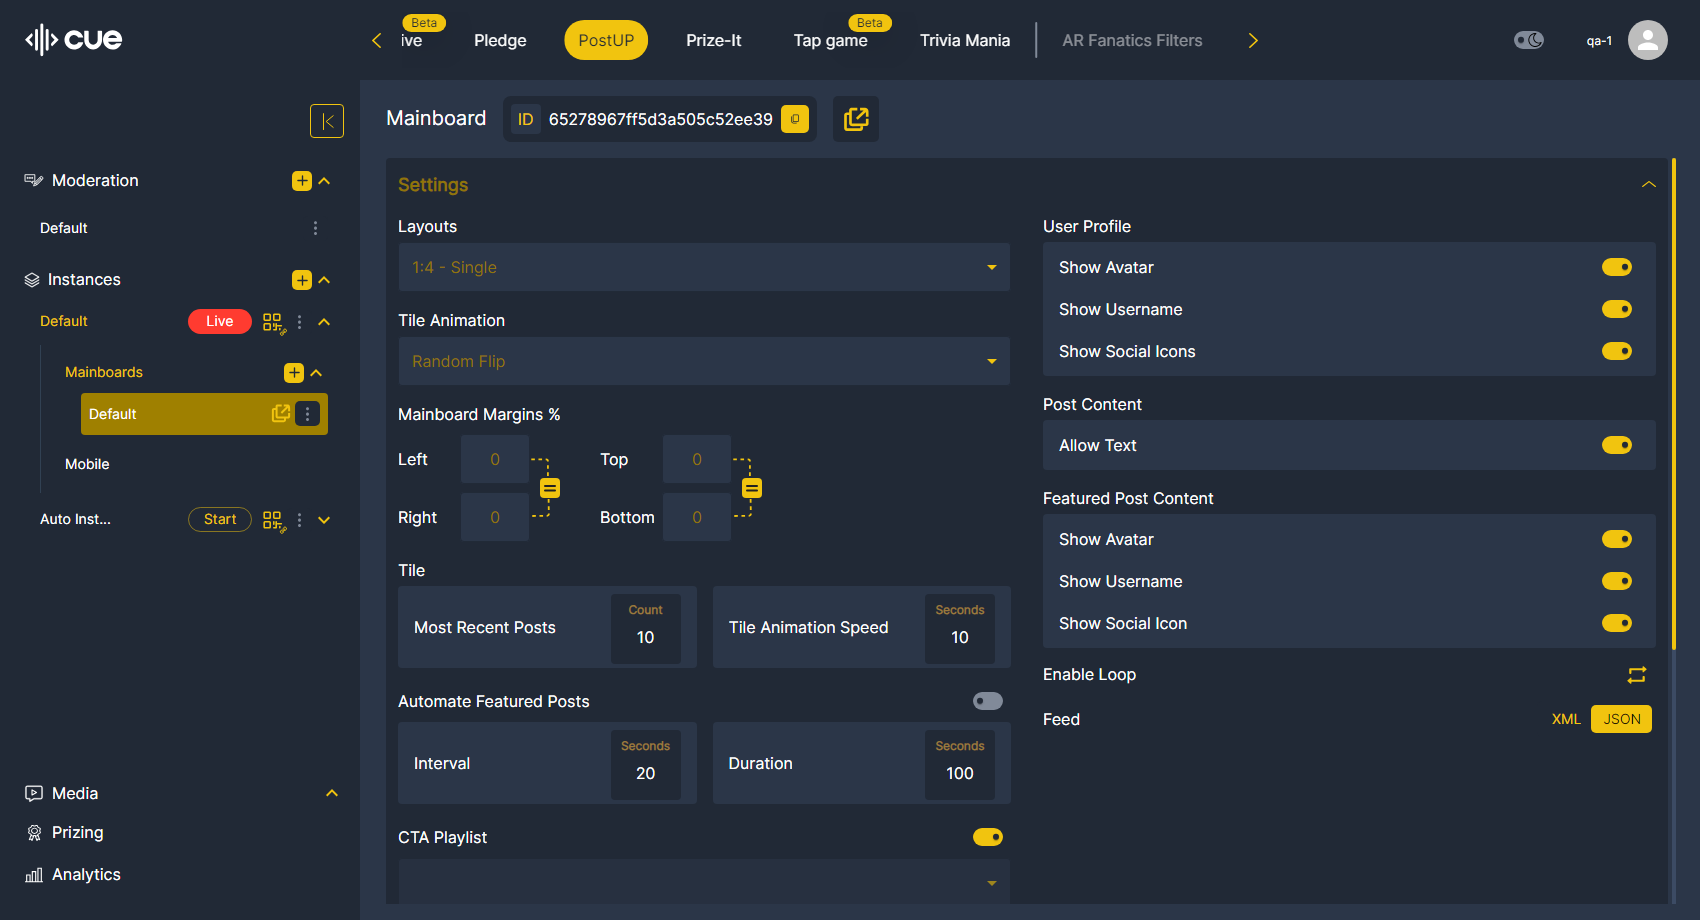 cue
Beta
ive
Pledge
PostUP
Prize-It
Beta
Tap game
Trivia Mania
AR Fanatics Filters
qa-1
Moderation
Default
Instances
Default
Live
Mainboards
Default
Mobile
Auto Inst...
Start
Media
Prizing
Analytics
Mainboard
ID
65278967ff5d3a505c52ee39
Settings
Layouts
1:4 - Single
Tile Animation
Random Flip
Mainboard Margins %
Left
0
Top
0
Right
0
Bottom
0
Tile
Most Recent Posts
Count
10
Tile Animation Speed
Seconds
10
Automate Featured Posts
Interval
Seconds
20
Duration
Seconds
100
CTA Playlist
User Profile
Show Avatar
Show Username
Show Social Icons
Post Content
Allow Text
Featured Post Content
Show Avatar
Show Username
Show Social Icon
Enable Loop
Feed
XML
JSON